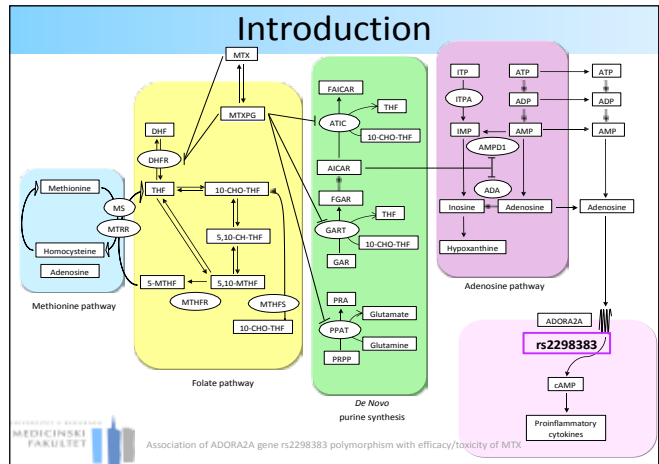 Introduction
MTX
MTXPG
DHF
DHFR
THF
10-CHO-THF
5,10-CH-THF
5,10-MTHF
5-MTHF
MTHFR
MTHFS
10-CHO-THF
Folate pathway
Methionine
MS
MTRR
Homocysteine
Adenosine
Methionine pathway
FAICAR
THF
ATIC
10-CHO-THF
AICAR
FGAR
THF
GART
10-CHO-THF
GAR
PRA
Glutamate
PPAT
Glutamine
PRPP
De Novo
purine synthesis
ITP
ATP
ATP
ITPA
ADP
ADP
IMP
AMP
AMP
AMPD1
ADA
Inosine
Adenosine
Adenosine
Hypoxanthine
Adenosine pathway
ADORA2A
rs2298383
cAMP
Proinflammatory
cytokines
MEDICINSKI
FAKULTET
Association of ADORA2A gene rs2298383 polymorphism with efficacy/toxicity of MTX